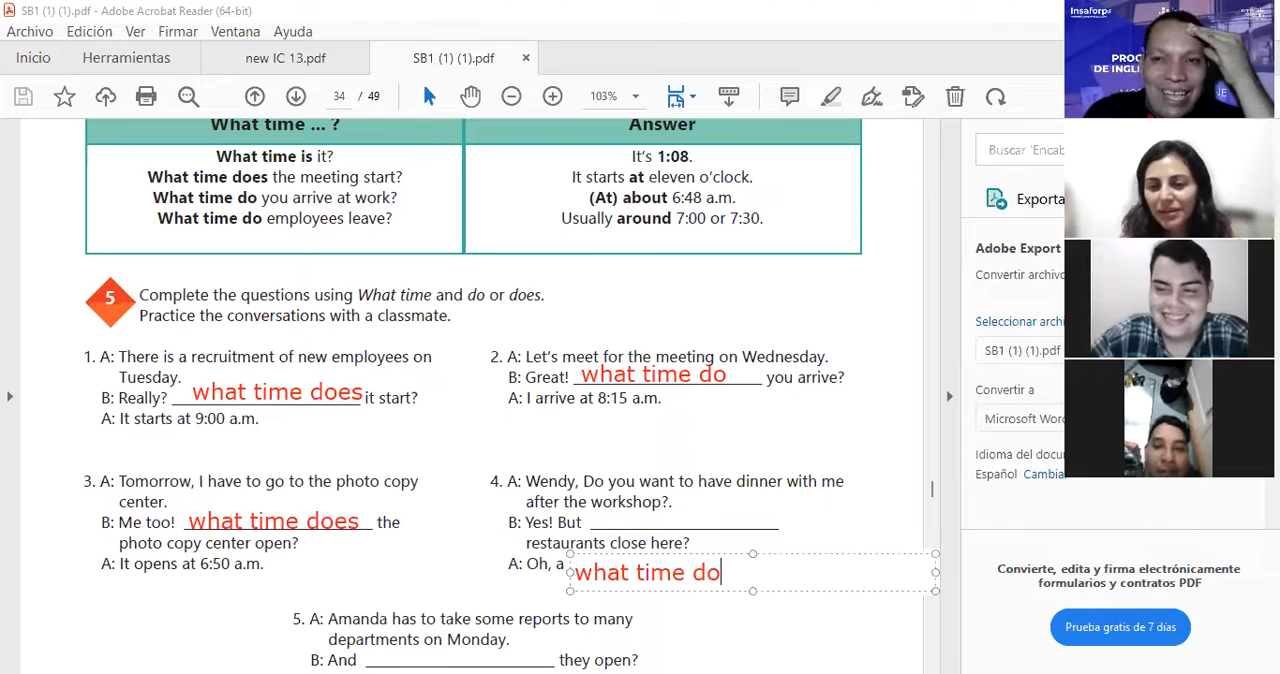 SB1 (1) (1).pdf - Adobe Acrobat Reader (64-bit)
Archivo Edición Ver Firmar Ventana Ayuda
Inicio Herramientas new IC 13.pdf SB1 (1) (1).pdf ×
34 / 49 103%
What time ... ? Answer
What time is it? It's 1:08.
What time does the meeting start? It starts at eleven o'clock.
What time do you arrive at work? (At) about 6:48 a.m.
What time do employees leave? Usually around 7:00 or 7:30.
5 Complete the questions using What time and do or does.
Practice the conversations with a classmate.
1. A: There is a recruitment of new employees on
Tuesday.
B: Really? what time does it start?
A: It starts at 9:00 a.m.
2. A: Let's meet for the meeting on Wednesday.
B: Great! what time do you arrive?
A: I arrive at 8:15 a.m.
3. A: Tomorrow, I have to go to the photo copy
center.
B: Me too! what time does the
photo copy center open?
A: It opens at 6:50 a.m.
4. A: Wendy, Do you want to have dinner with me
after the workshop?.
B: Yes! But ____________________
restaurants close here?
A: Oh, a
what time do
5. A: Amanda has to take some reports to many
departments on Monday.
B: And ____________________ they open?
Buscar 'Encab
Exporta
Adobe Export
Convertir archivo
Seleccionar archi
SB1 (1) (1).pdf
Convertir a
Microsoft Word
Idioma del docu
Español Cambia
Convierte, edita y firma electrónicamente
formularios y contratos PDF
Prueba gratis de 7 días
Insaforp
PROC
DE INGL